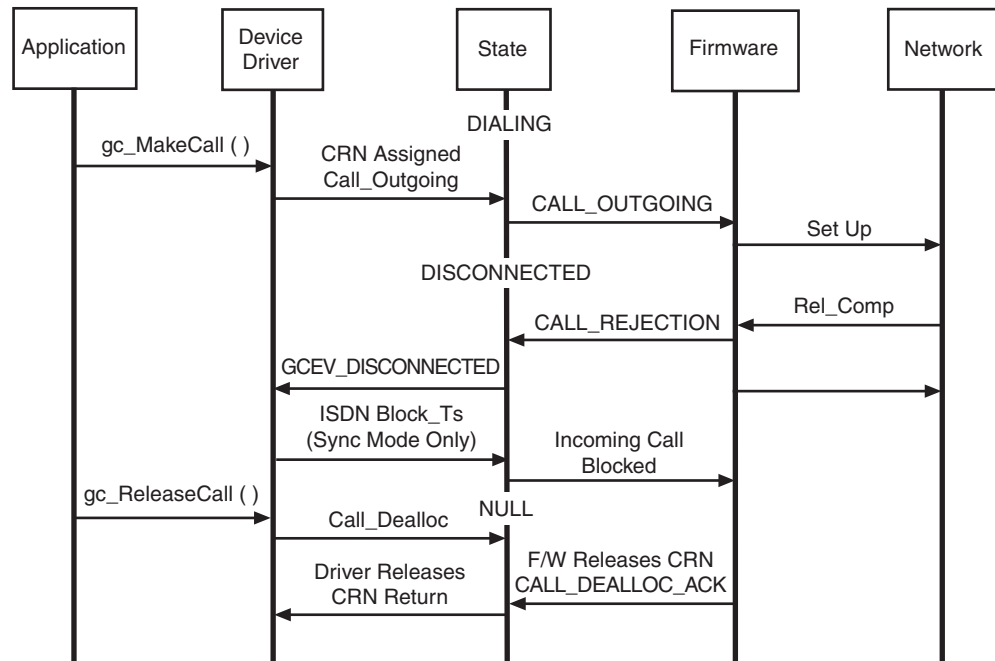 Application
Device
Driver
State
Firmware
Network
DIALING
gc_MakeCall ( )
CRN Assigned
Call_Outgoing
CALL_OUTGOING
Set Up
DISCONNECTED
Rel_Comp
CALL_REJECTION
GCEV_DISCONNECTED
ISDN Block_Ts
(Sync Mode Only)
Incoming Call
Blocked
gc_ReleaseCall ( )
NULL
Call_Dealloc
F/W Releases CRN
CALL_DEALLOC_ACK
Driver Releases
CRN Return